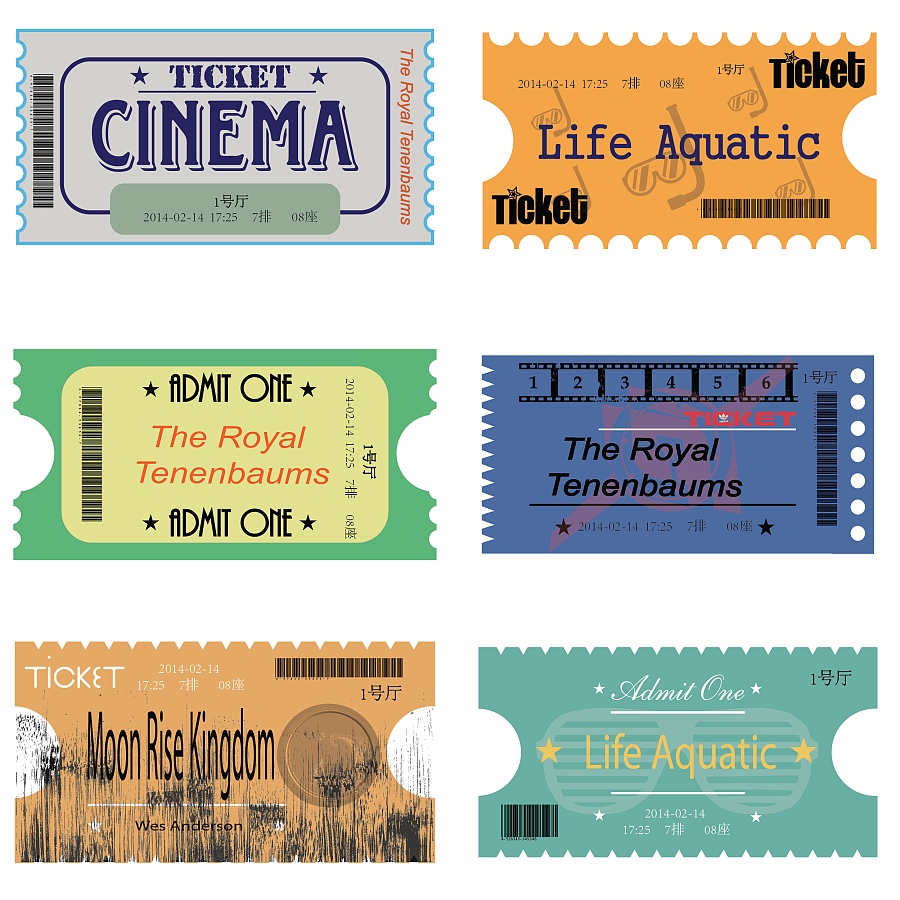 TICKET
CINEMA
1号厅
2014-02-14 17:25 7排 08座
The Royal Tenenbaums
2014-02-14 17:25 7排 08座
1号厅
Ticket
Life Aquatic
Ticket
ADMIT ONE
The Royal
Tenenbaums
ADMIT ONE
2014-02-14 17:25 7排 08座
1号厅
1 2 3 4 5 6
1号厅
TICKET
The Royal
Tenenbaums
2014-02-14 17:25 7排 08座
TiCKET
2014-02-14
17:25 7排 08座
1号厅
Moon Rise Kingdom
Wes Anderson
1号厅
Admit One
Life Aquatic
2014-02-14
17:25 7排 08座